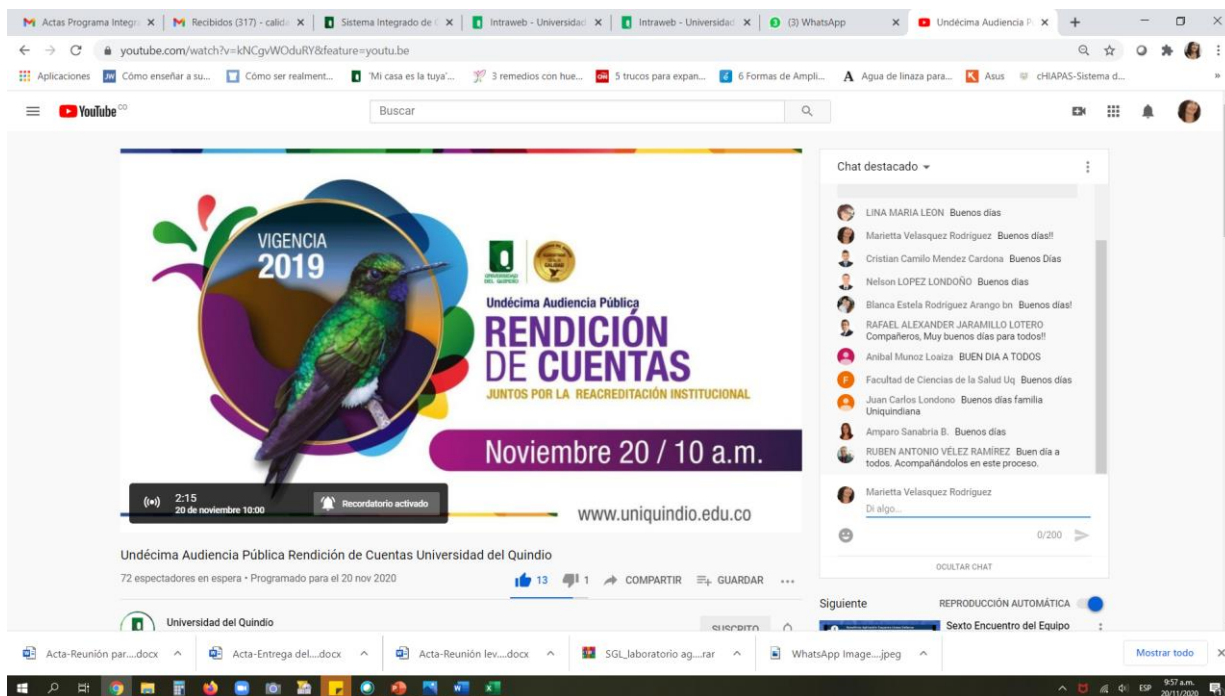 Actas Programa Integr
Recibidos (317) - calida
Sistema Integrado de C
Intraweb - Universidad
Intraweb - Universidad
(3) WhatsApp
Undécima Audiencia P
youtube.com/watch?v=kNCgvWOduRY&feature=youtu.be
Aplicaciones
Cómo enseñar a su...
Cómo ser realment...
'Mi casa es la tuya'...
3 remedios con hue...
5 trucos para expan...
6 Formas de Ampli...
Agua de linaza para...
Asus
cHIAPAS-Sistema d...
YouTube CO
Buscar
VIGENCIA
2019
UNIVERSIDAD
DEL QUINDÍO
Undécima Audiencia Pública
RENDICIÓN
DE CUENTAS
JUNTOS POR LA REACREDITACIÓN INSTITUCIONAL
Noviembre 20 / 10 a.m.
www.uniquindio.edu.co
2:15
20 de noviembre 10:00
Recordatorio activado
Undécima Audiencia Pública Rendición de Cuentas Universidad del Quindio
72 espectadores en espera • Programado para el 20 nov 2020
13
1
COMPARTIR
GUARDAR
Universidad del Quindio
SUSCRITO
Chat destacado
LINA MARIA LEON Buenos días
Marietta Velasquez Rodriguez Buenos días!!
Cristian Camilo Mendez Cardona Buenos Días
Nelson LOPEZ LONDOÑO Buenos dias
Blanca Estela Rodriguez Arango bn Buenos días!
RAFAEL ALEXANDER JARAMILLO LOTERO
Compañeros, Muy buenos días para todos!!
Anibal Munoz Loaiza BUEN DIA A TODOS
Facultad de Ciencias de la Salud Uq Buenos días
Juan Carlos Londono Buenos días familia
Uniquindiana
Amparo Sanabria B. Buenos días
RUBEN ANTONIO VÉLEZ RAMÍREZ Buen día a
todos. Acompañándolos en este proceso.
Marietta Velasquez Rodriguez
Di algo...
0/200
OCULTAR CHAT
Siguiente
REPRODUCCIÓN AUTOMÁTICA
Sexto Encuentro del Equipo
Acta-Reunión par....docx
Acta-Entrega del....docx
Acta-Reunión lev....docx
SGL_laboratorio ag....rar
WhatsApp Image....jpeg
Mostrar todo
ESP
9:57 a.m.
20/11/2020